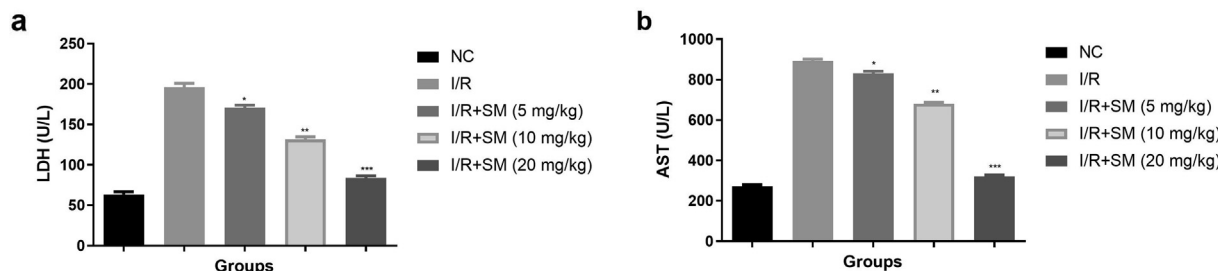 a
LDH (U/L)
250
200
150
100
50
0
*
**
***
Groups
NC
I/R
I/R+SM (5 mg/kg)
I/R+SM (10 mg/kg)
I/R+SM (20 mg/kg)
b
AST (U/L)
1000
800
600
400
200
0
*
**
***
Groups
NC
I/R
I/R+SM (5 mg/kg)
I/R+SM (10 mg/kg)
I/R+SM (20 mg/kg)